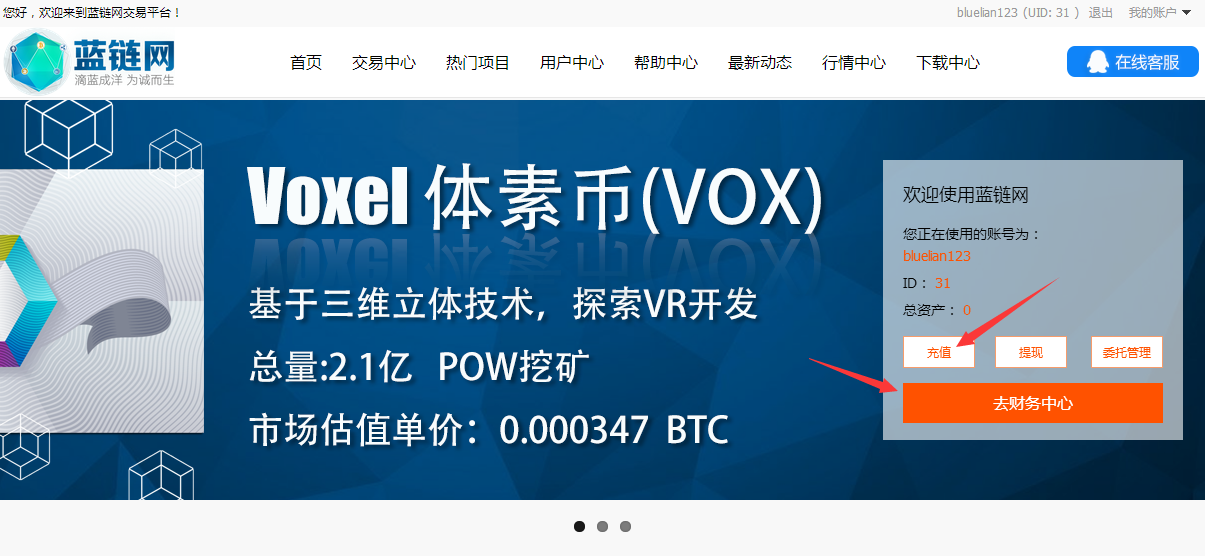 您好，欢迎来到蓝链网交易平台！
bluelian123 (UID: 31 ) 退出 我的账户
蓝链网
滴蓝成洋 为诚而生
首页 交易中心 热门项目 用户中心 帮助中心 最新动态 行情中心 下载中心
在线客服
Voxel 体素币(VOX)
基于三维立体技术，探索VR开发
总量:2.1亿 POW挖矿
市场估值单价：0.000347 BTC
欢迎使用蓝链网
您正在使用的账号为：
bluelian123
ID： 31
总资产： 0
充值 提现 委托管理
去财务中心